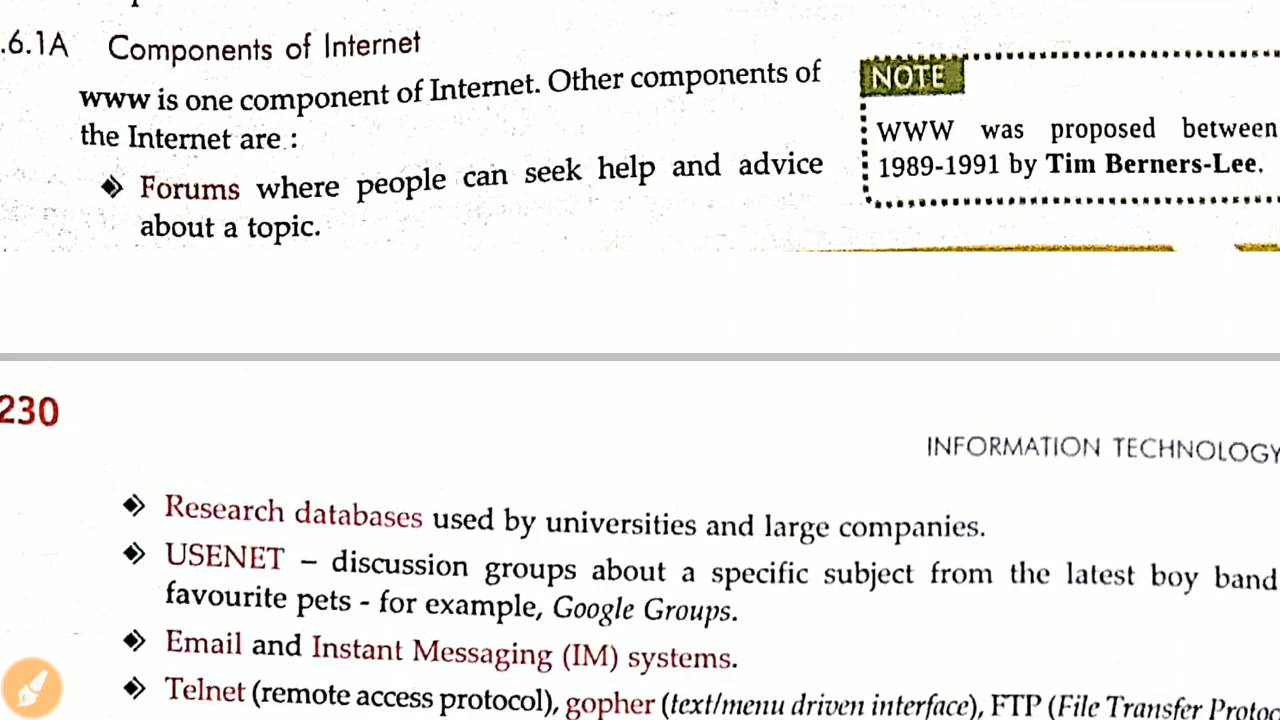 .6.1A Components of Internet
www is one component of Internet. Other components of
the Internet are :
Forums where people can seek help and advice
about a topic.
NOTE
WWW was proposed between
1989-1991 by Tim Berners-Lee.
230
INFORMATION TECHNOLOGY
Research databases used by universities and large companies.
USENET – discussion groups about a specific subject from the latest boy band
favourite pets - for example, Google Groups.
Email and Instant Messaging (IM) systems.
Telnet (remote access protocol), gopher (text/menu driven interface), FTP (File Transfer Protoc